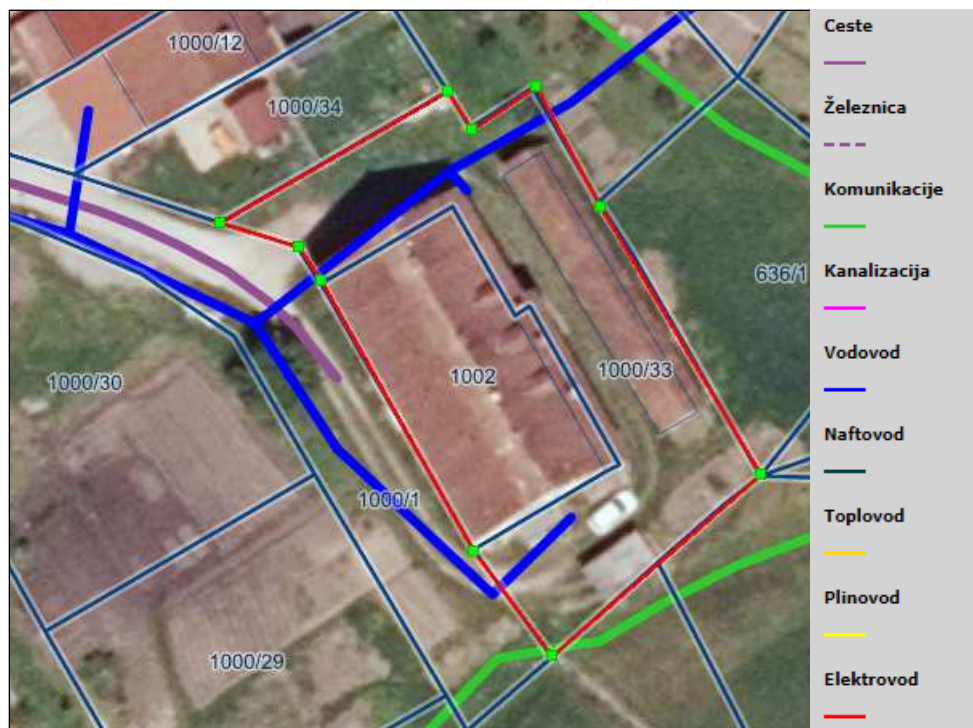 1000/12
1000/34
636/1
1000/30
1002
1000/33
1000/1
1000/29
Ceste
Železnica
Komunikacije
Kanalizacija
Vodovod
Naftovod
Toplovod
Plinovod
Elektrovod